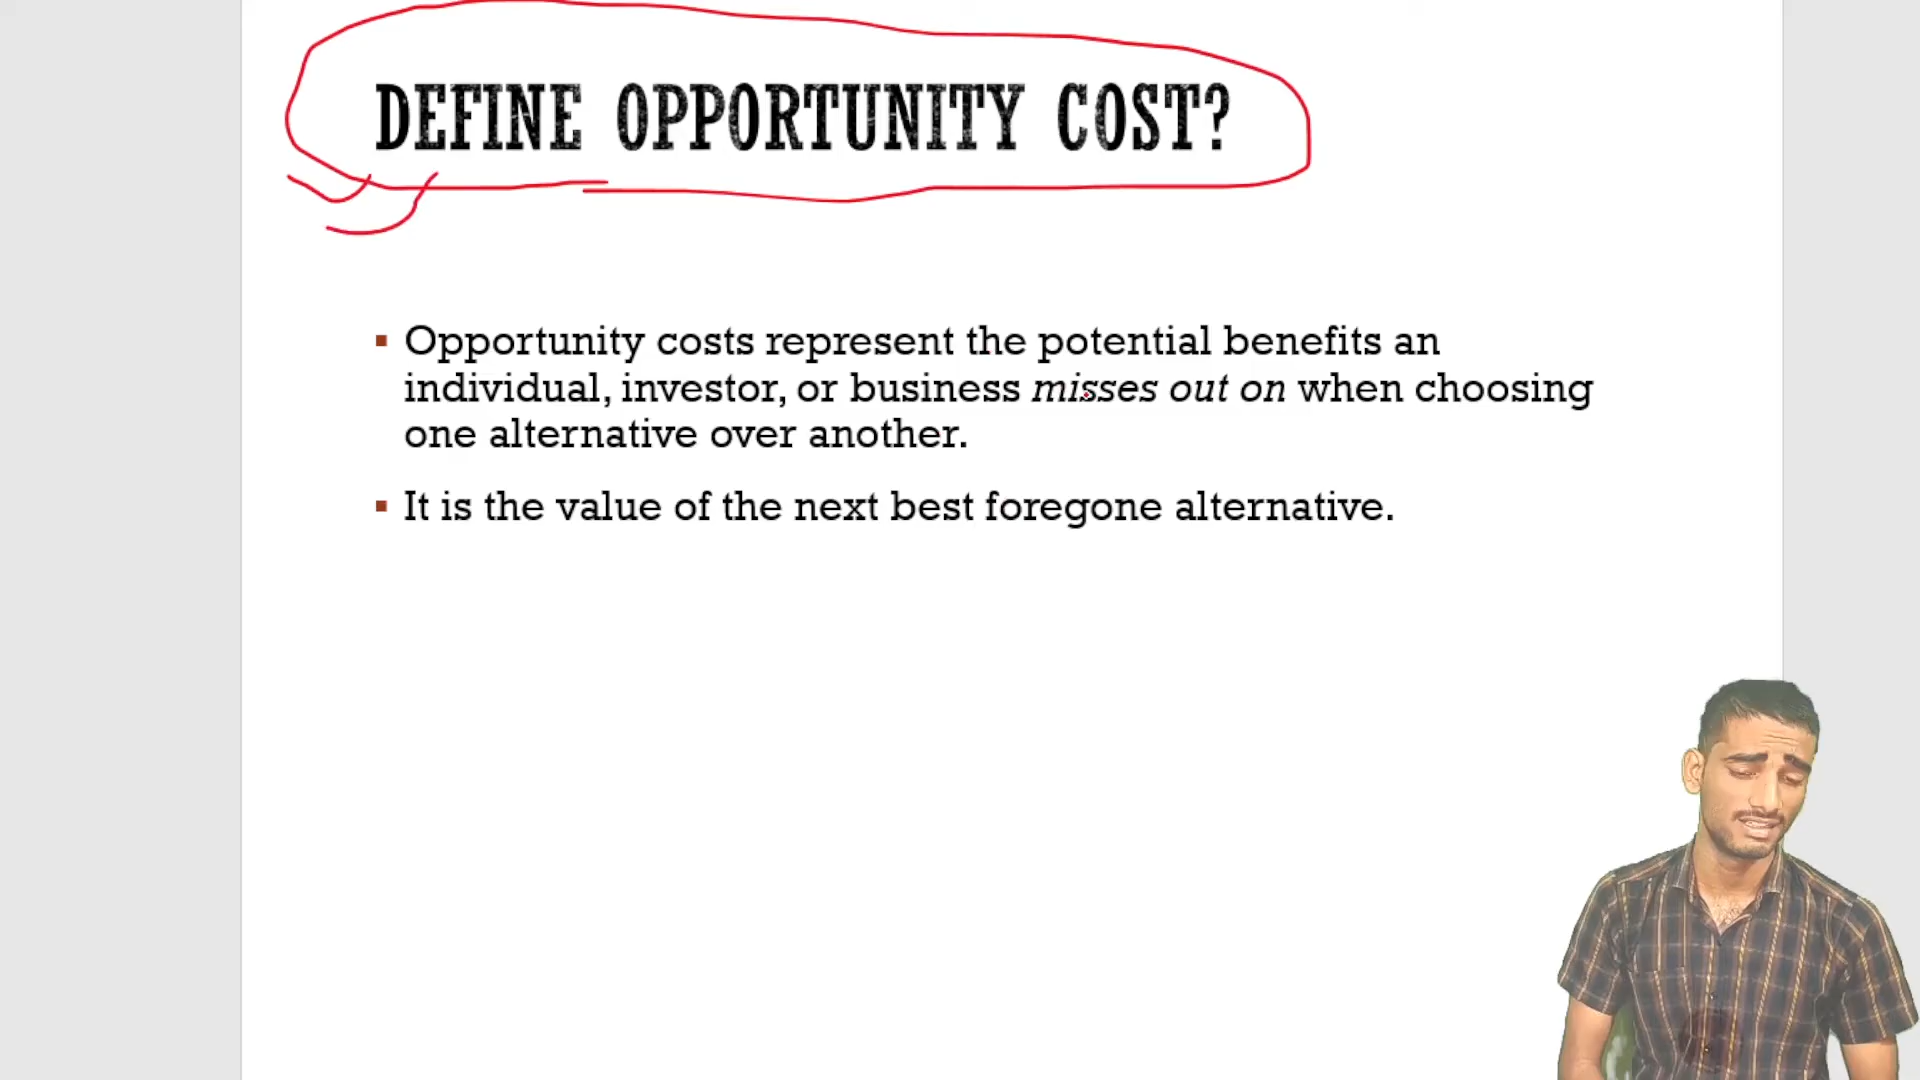 DEFINE OPPORTUNITY COST?
▪ Opportunity costs represent the potential benefits an
individual, investor, or business misses out on when choosing
one alternative over another.
▪ It is the value of the next best foregone alternative.